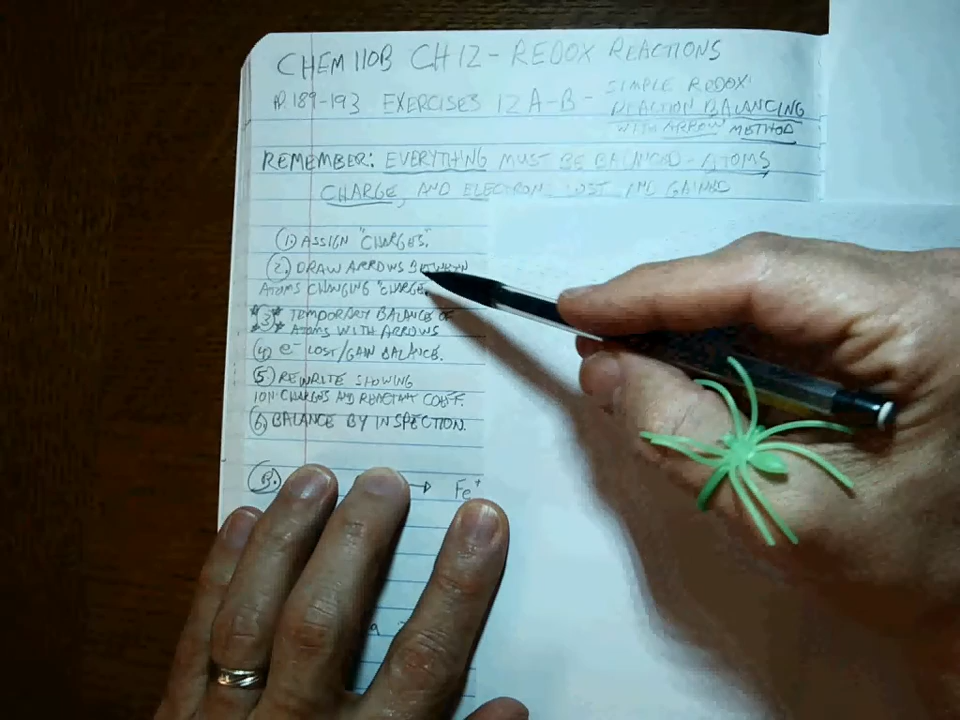 CHEM 110B CH 12 - REDOX REACTIONS
P. 189-193 EXERCISES 12 A-B - SIMPLE REDOX
REACTION BALANCING
WITH "ARROW" METHOD
REMEMBER: EVERYTHING MUST BE BALANCED - ATOMS
CHARGE, AND ELECTRONS LOST AND GAINED
(1.) ASSIGN "CHARGES".
(2.) DRAW ARROWS BETWEEN
ATOMS CHANGING "CHARGE"
*3* TEMPORARY BALANCE OF
ATOMS WITH ARROWS
(4) e⁻ LOST/GAIN BALANCE.
(5.) REWRITE SHOWING
ION CHARGES AND REACTANT COEFF.
(6.) BALANCE BY INSPECTION.
(B.) → Fe⁺